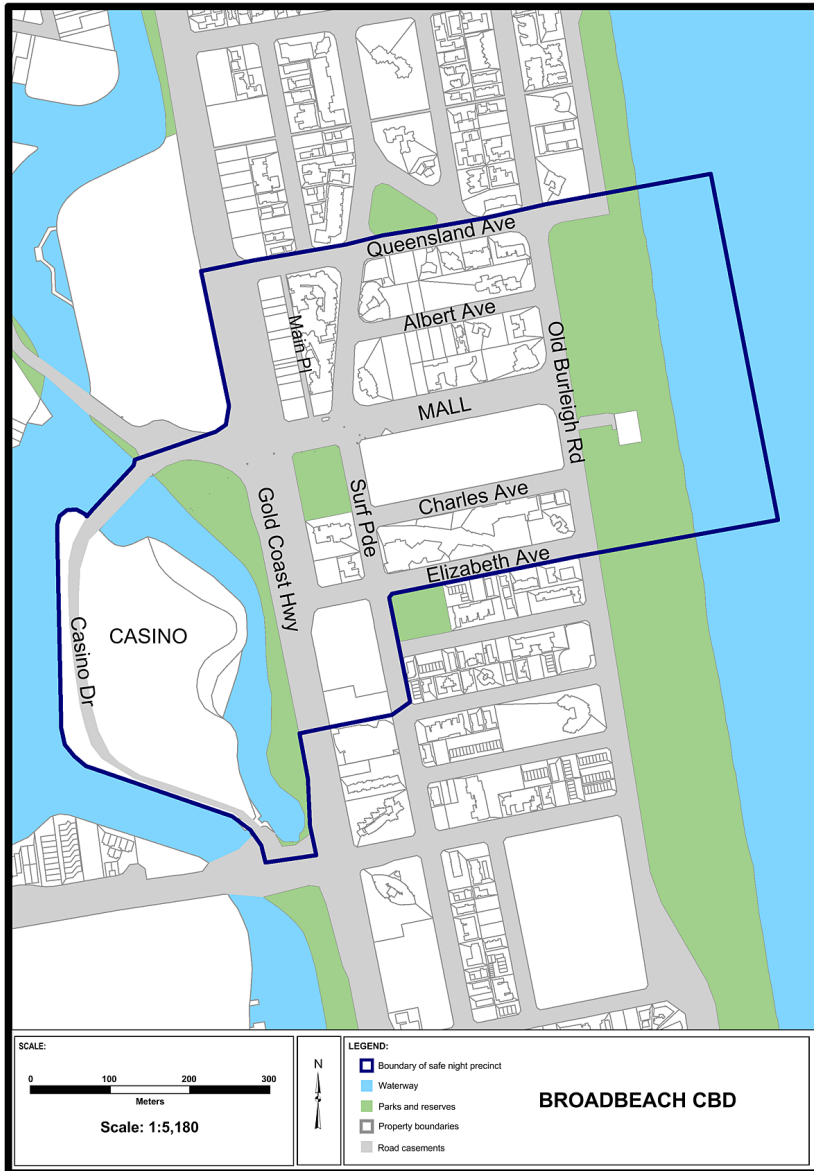 Queensland Ave
Albert Ave
Main Pl
Old Burleigh Rd
MALL
Charles Ave
Surf Pde
Gold Coast Hwy
Elizabeth Ave
CASINO
Casino Dr
SCALE:
0 100 200 300
Meters
Scale: 1:5,180
N
LEGEND:
Boundary of safe night precinct
Waterway
Parks and reserves
Property boundaries
Road casements
BROADBEACH CBD